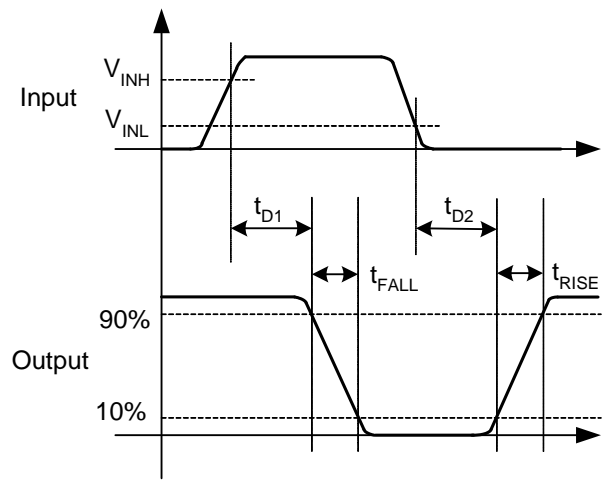 V_INH
Input
V_INL
t_D1
t_D2
t_FALL
t_RISE
90%
Output
10%